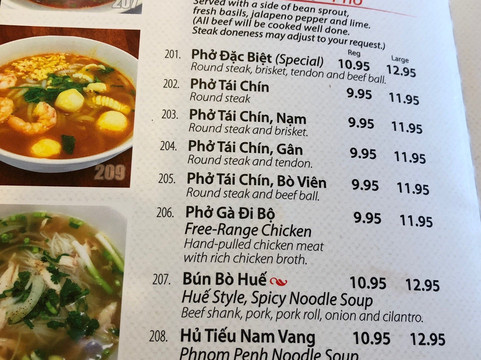 207
Served with a side of bean sprout,
fresh basils, jalapeno pepper and lime.
(All beef will be cooked well done.
Steak doneness may adjust to your request.)
Reg Large
201. Phở Đặc Biệt (Special) 10.95 12.95
Round steak, brisket, tendon and beef ball.
202. Phở Tái Chín 9.95 11.95
Round steak
203. Phở Tái Chín, Nạm 9.95 11.95
Round steak and brisket.
204. Phở Tái Chín, Gân 9.95 11.95
Round steak and tendon.
205. Phở Tái Chín, Bò Viên 9.95 11.95
Round steak and beef ball.
206. Phở Gà Đi Bộ 9.95 11.95
Free-Range Chicken
Hand-pulled chicken meat
with rich chicken broth.
207. Bún Bò Huế 10.95 12.95
Huế Style, Spicy Noodle Soup
Beef shank, pork, pork roll, onion and cilantro.
208. Hủ Tiếu Nam Vang 10.95 12.95
Phnom Penh Noodle Soup
209